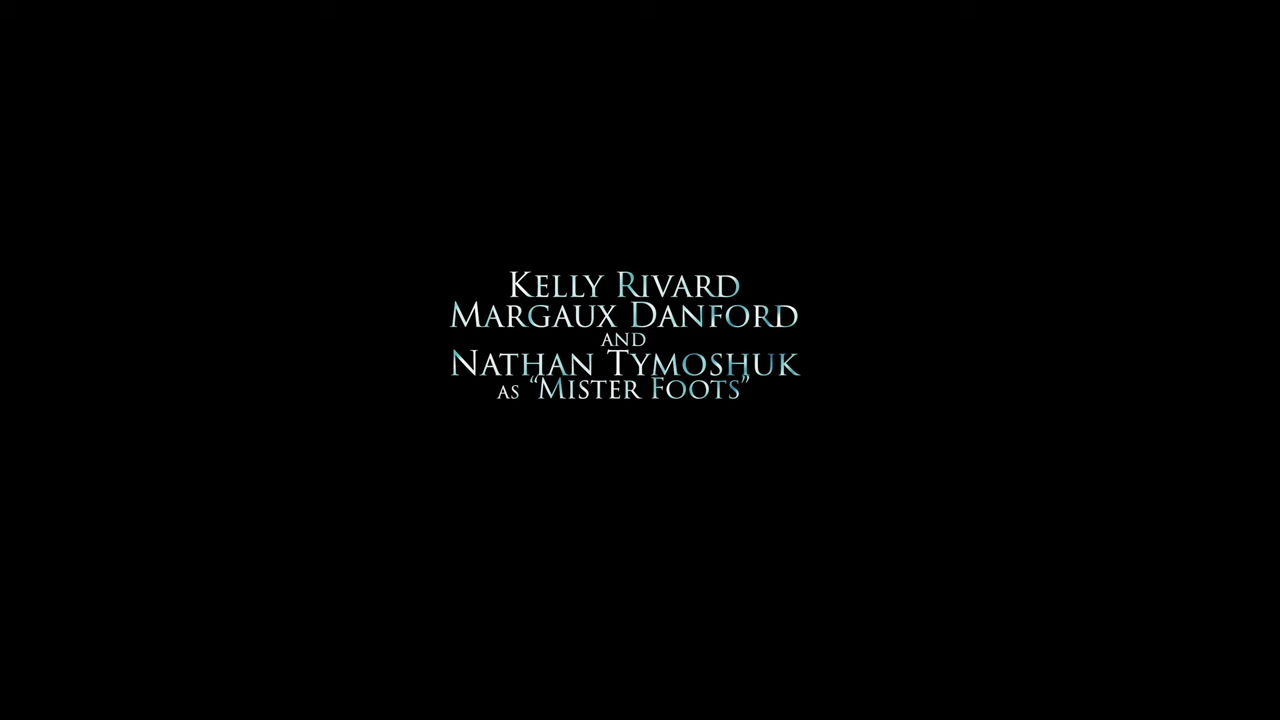 Kelly Rivard
Margaux Danford
and
Nathan Tymoshuk
as “Mister Foots”